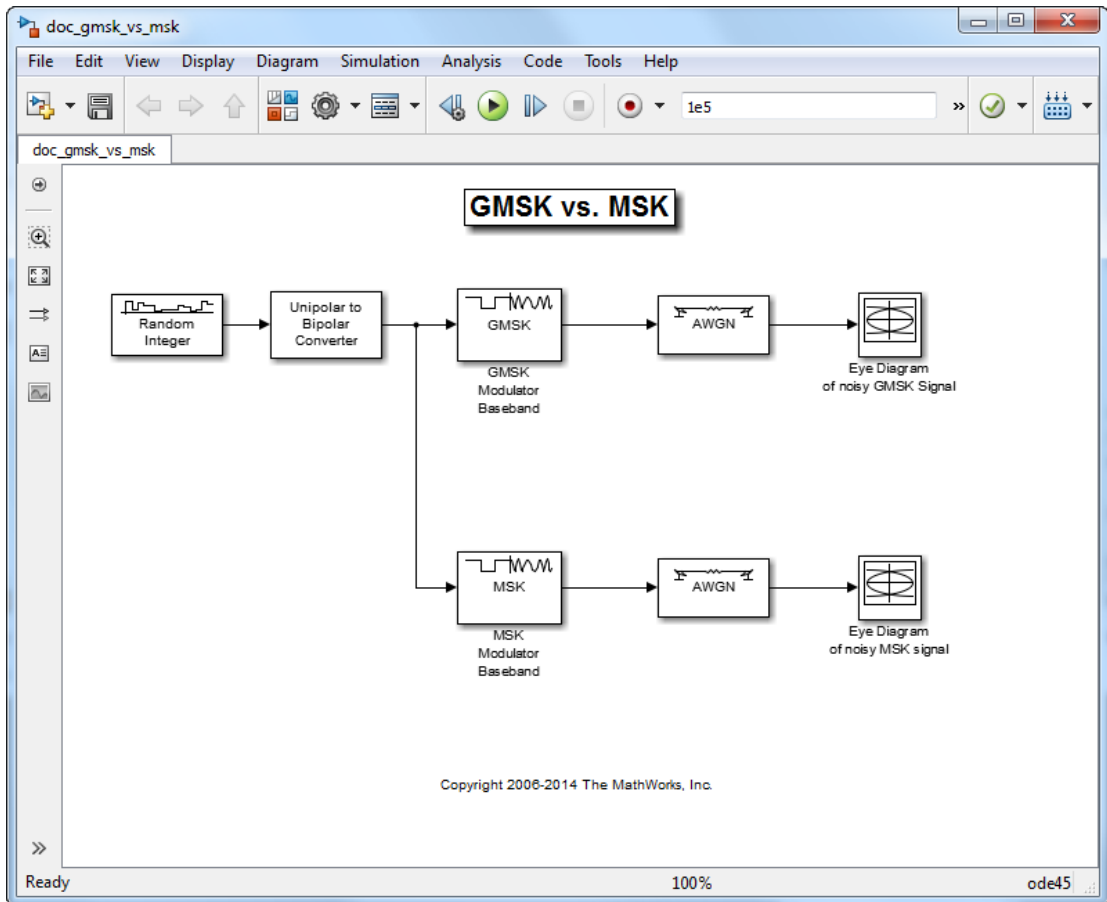 doc_gmsk_vs_msk
File Edit View Display Diagram Simulation Analysis Code Tools Help
1e5
doc_gmsk_vs_msk
GMSK vs. MSK
Random
Integer
Unipolar to
Bipolar
Converter
GMSK
GMSK
Modulator
Baseband
AWGN
Eye Diagram
of noisy GMSK Signal
MSK
MSK
Modulator
Baseband
AWGN
Eye Diagram
of noisy MSK signal
Copyright 2006-2014 The MathWorks, Inc.
Ready 100% ode45